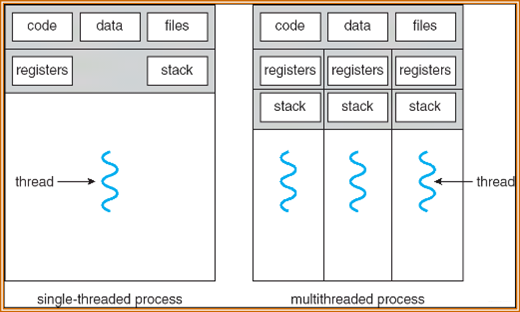 code data files code data files
registers stack registers registers registers
stack stack stack
thread thread
single-threaded process multithreaded process